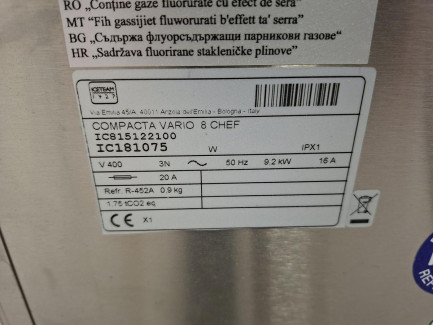 RO „Conţine gaze fluorurate cu efect de seră”
MT “Fih gassijiet fluworurati b'effett ta' serra”
BG „Съдържа флуорсъдържащи парникови газове“
HR „Sadržava fluorirane stakleničke plinove”
ICETEAM
1927
Via Emilia 45/A 40011 Anzola dell'Emilia - Bologna - Italy
COMPACTA VARIO 8 CHEF
IC815122100
IC181075 W IPX1
V 400 3N 50 Hz 9.2 kW 16 A
20 A
Refr. R-452A 0.9 kg
1.75 tCO2 eq
CE X1